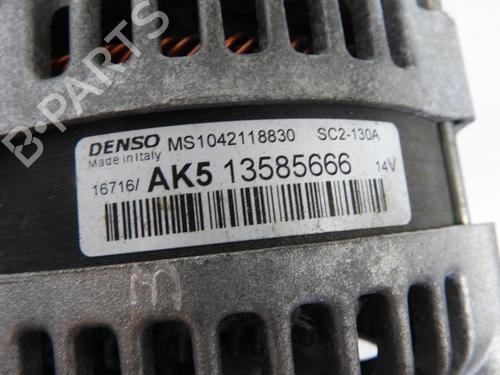 B-PARTS
DENSO MS1042118830 SC2-130A
Made in Italy
16716/ AK5 13585666 14V